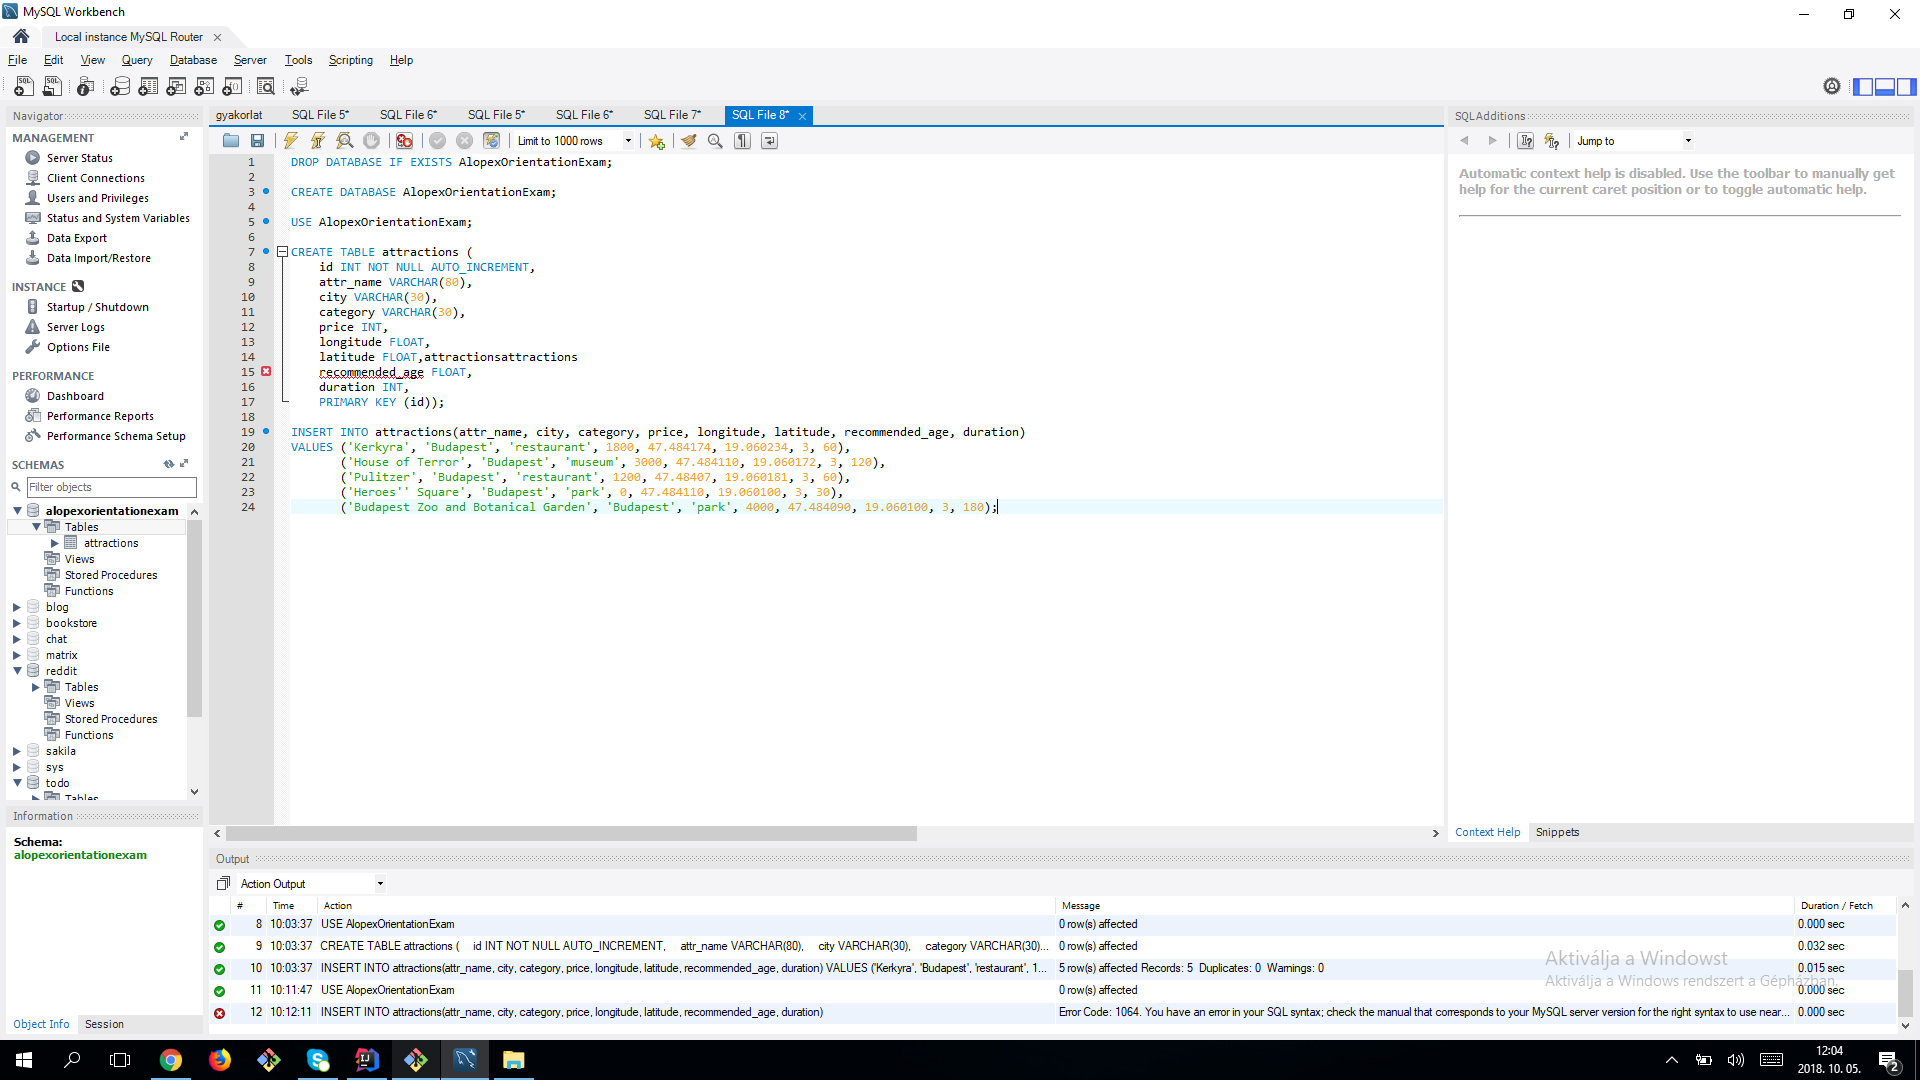 MySQL Workbench
Local instance MySQL Router
File Edit View Query Database Server Tools Scripting Help
Navigator
MANAGEMENT
Server Status
Client Connections
Users and Privileges
Status and System Variables
Data Export
Data Import/Restore
INSTANCE
Startup / Shutdown
Server Logs
Options File
PERFORMANCE
Dashboard
Performance Reports
Performance Schema Setup
SCHEMAS
Filter objects
alopexorientationexam
Tables
attractions
Views
Stored Procedures
Functions
blog
bookstore
chat
matrix
reddit
Tables
Views
Stored Procedures
Functions
sakila
sys
todo
Tables
Information
Schema:
alopexorientationexam
Object Info Session
gyakorlat SQL File 5* SQL File 6* SQL File 5* SQL File 6* SQL File 7* SQL File 8*
Limit to 1000 rows
1 DROP DATABASE IF EXISTS AlopexOrientationExam;
2
3 CREATE DATABASE AlopexOrientationExam;
4
5 USE AlopexOrientationExam;
6
7 CREATE TABLE attractions (
8 id INT NOT NULL AUTO_INCREMENT,
9 attr_name VARCHAR(80),
10 city VARCHAR(30),
11 category VARCHAR(30),
12 price INT,
13 longitude FLOAT,
14 latitude FLOAT,attractionsattractions
15 recommended_age FLOAT,
16 duration INT,
17 PRIMARY KEY (id));
18
19 INSERT INTO attractions(attr_name, city, category, price, longitude, latitude, recommended_age, duration)
20 VALUES ('Kerkyra', 'Budapest', 'restaurant', 1800, 47.484174, 19.060234, 3, 60),
21 ('House of Terror', 'Budapest', 'museum', 3000, 47.484110, 19.060172, 3, 120),
22 ('Pulitzer', 'Budapest', 'restaurant', 1200, 47.48407, 19.060181, 3, 60),
23 ('Heroes'' Square', 'Budapest', 'park', 0, 47.484110, 19.060100, 3, 30),
24 ('Budapest Zoo and Botanical Garden', 'Budapest', 'park', 4000, 47.484090, 19.060100, 3, 180);
SQLAdditions
Jump to
Automatic context help is disabled. Use the toolbar to manually get
help for the current caret position or to toggle automatic help.
Context Help Snippets
Output
Action Output
# Time Action Message Duration / Fetch
8 10:03:37 USE AlopexOrientationExam 0 row(s) affected 0.000 sec
9 10:03:37 CREATE TABLE attractions ( id INT NOT NULL AUTO_INCREMENT, attr_name VARCHAR(80), city VARCHAR(30), category VARCHAR(30)... 0 row(s) affected 0.032 sec
10 10:03:37 INSERT INTO attractions(attr_name, city, category, price, longitude, latitude, recommended_age, duration) VALUES ('Kerkyra', 'Budapest', 'restaurant', 1... 5 row(s) affected Records: 5 Duplicates: 0 Warnings: 0 0.015 sec
11 10:11:47 USE AlopexOrientationExam 0 row(s) affected 0.000 sec
12 10:12:11 INSERT INTO attractions(attr_name, city, category, price, longitude, latitude, recommended_age, duration) Error Code: 1064. You have an error in your SQL syntax; check the manual that corresponds to your MySQL server version for the right syntax to use near... 0.000 sec
Aktiválja a Windowst
Aktiválja a Windows rendszert a Gépházban.
12:04
2018. 10. 05.
2